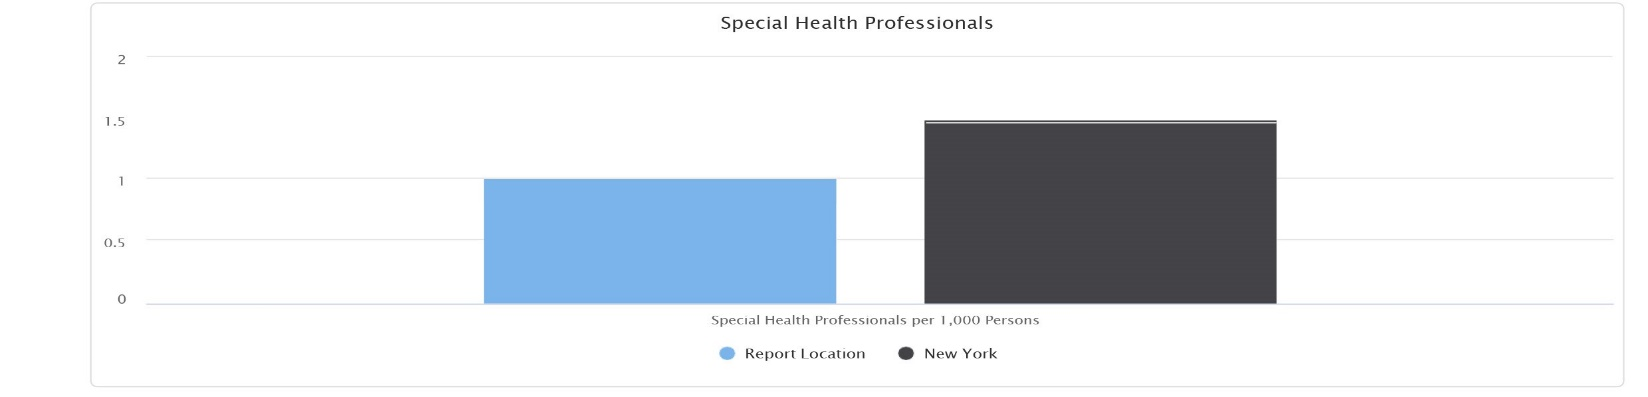 Special Health Professionals
2
1.5
1
0.5
0
Special Health Professionals per 1,000 Persons
Report Location New York